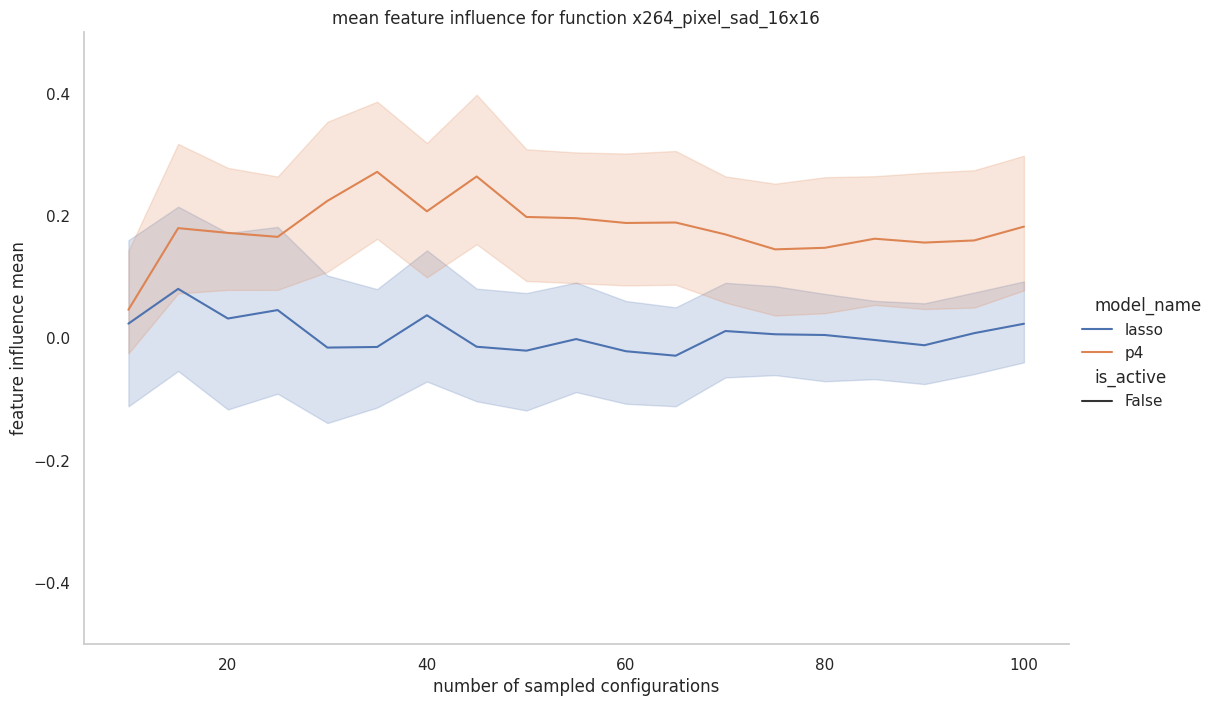 mean feature influence for function x264_pixel_sad_16x16
feature influence mean
0.4
0.2
0.0
−0.2
−0.4
20
40
60
80
100
number of sampled configurations
model_name
lasso
p4
is_active
False